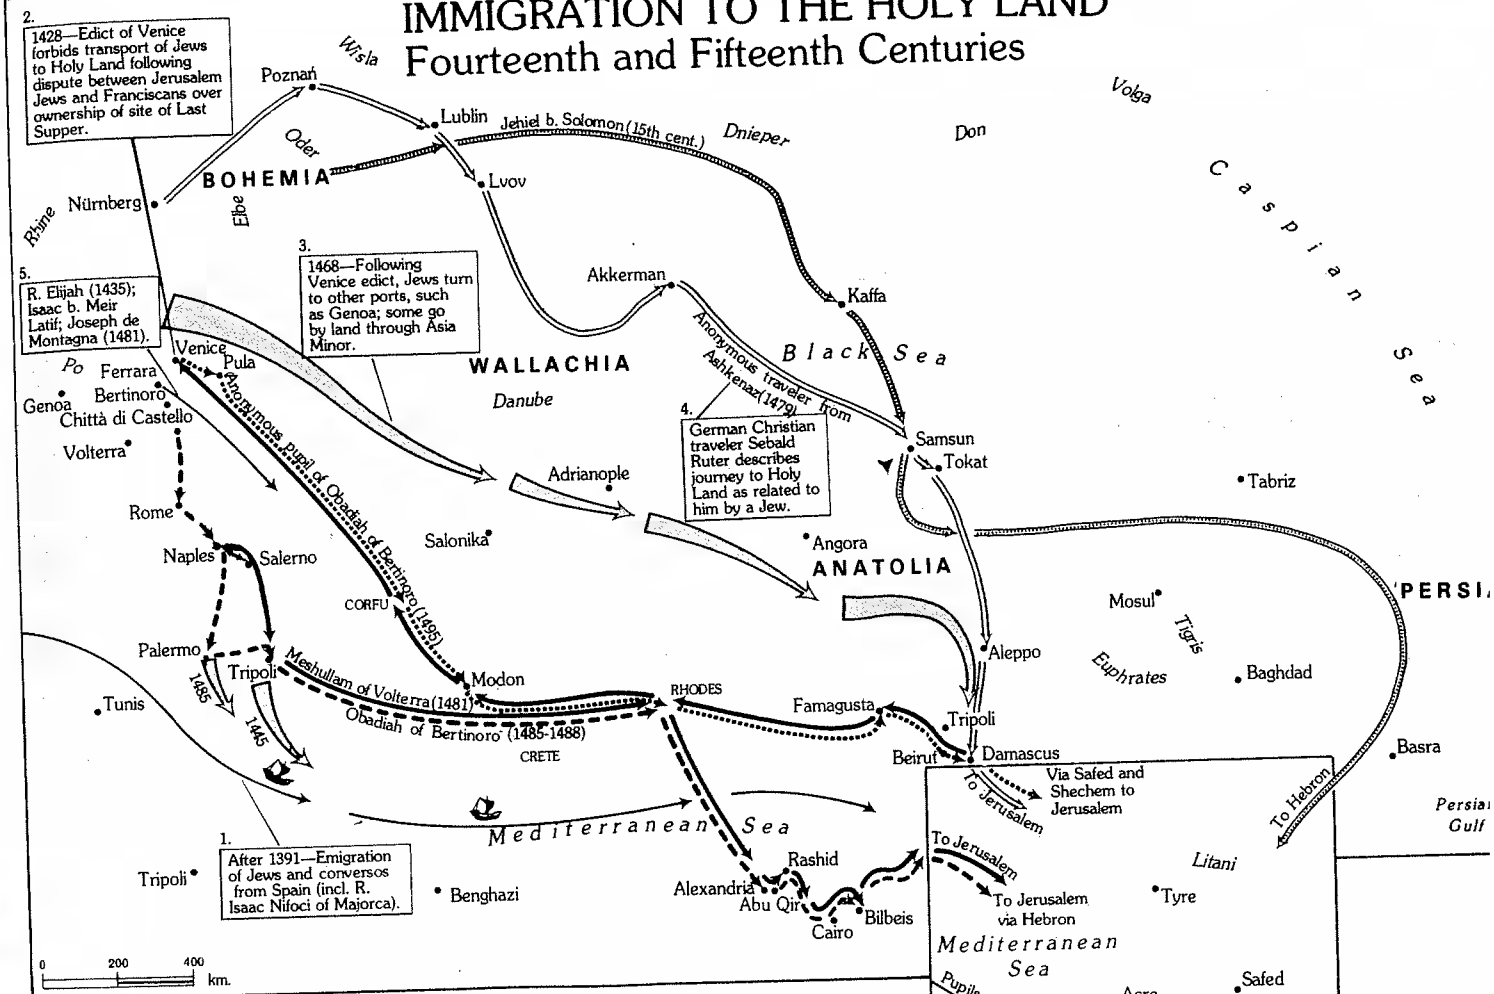 IMMIGRATION TO THE HOLY LAND
Fourteenth and Fifteenth Centuries
2.
1428—Edict of Venice
forbids transport of Jews
to Holy Land following
dispute between Jerusalem
Jews and Franciscans over
ownership of site of Last
Supper.
Wisla
Poznań
Volga
Lublin
Jehiel b. Solomon (15th cent.)
Dnieper
Don
Oder
BOHEMIA
Lvov
Nürnberg
Elbe
Rhine
Caspian Sea
3.
1468—Following
Venice edict, Jews turn
to other ports, such
as Genoa; some go
by land through Asia
Minor.
5.
R. Elijah (1435);
Isaac b. Meir
Latif; Joseph de
Montagna (1481).
Akkerman
Kaffa
Black Sea
Anonymous traveler from
Ashkenaz (1479)
Venice
Pula
Po
Ferrara
WALLACHIA
Danube
Genoa
Bertinoro
Chittà di Castello
Volterra
4.
German Christian
traveler Sebald
Ruter describes
journey to Holy
Land as related to
him by a Jew.
Samsun
Tokat
Tabriz
Anonymous pupil of Obadiah of Bertinoro (1495)
Adrianople
Rome
Naples
Salerno
Salonika
Angora
ANATOLIA
CORFU
Mosul
Tigris
PERSI
Palermo
Tripoli
1485
1445
Meshullam of Volterra (1481)
Obadiah of Bertinoro (1485-1488)
Modon
RHODES
CRETE
Aleppo
Euphrates
Baghdad
Tunis
Famagusta
Tripoli
Beirut
Damascus
Basra
Via Safed and
Shechem to
Jerusalem
To Jerusalem
To Hebron
Persian
Gulf
Mediterranean Sea
1.
After 1391—Emigration
of Jews and conversos
from Spain (incl. R.
Isaac Nifoci of Majorca).
Tripoli
Benghazi
Rashid
Alexandria
Abu Qir
Cairo
Bilbeis
To Jerusalem
To Jerusalem
via Hebron
Litani
Tyre
Mediterranean
Sea
Safed
Acre
Pupils
0 200 400 km.